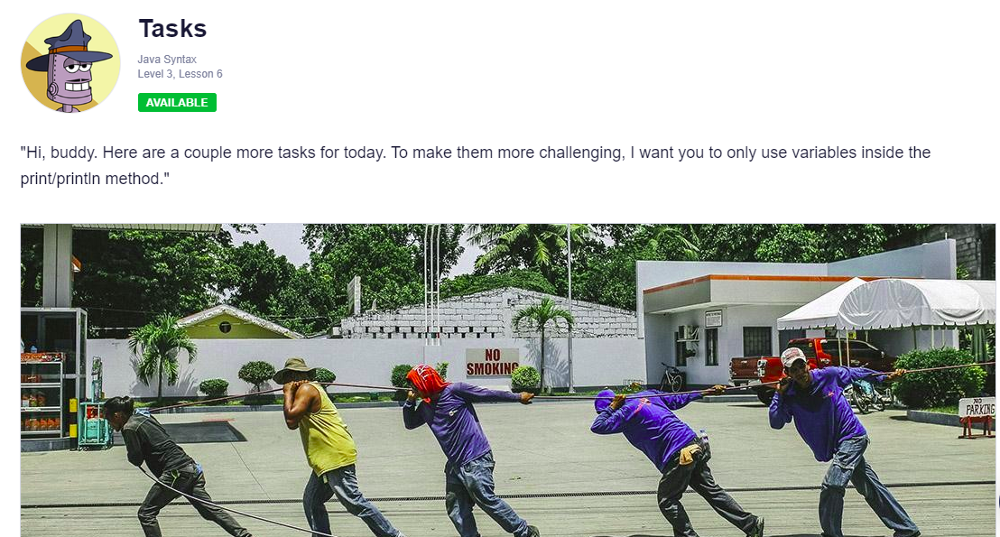 Tasks
Java Syntax
Level 3, Lesson 6
AVAILABLE
"Hi, buddy. Here are a couple more tasks for today. To make them more challenging, I want you to only use variables inside the
print/println method."
NO
SMOKING
NO
PARKING